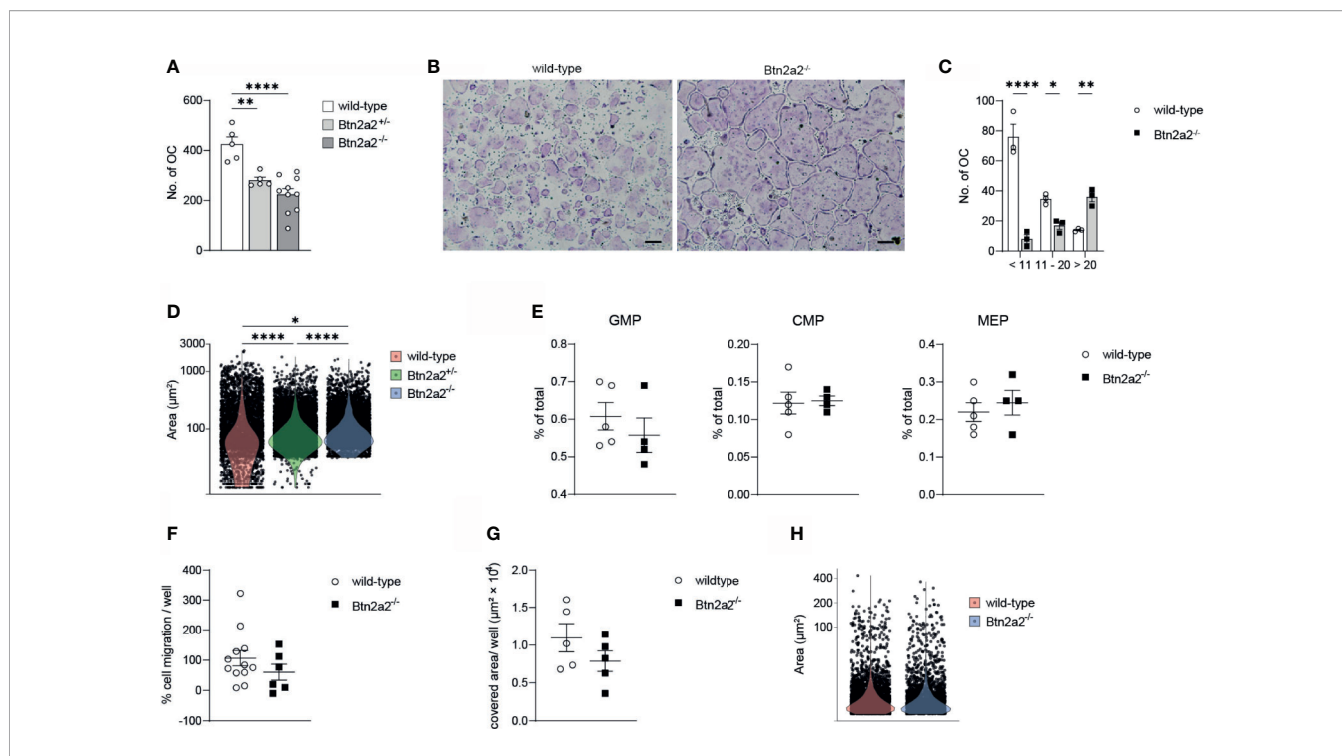 A
****
**
No. of OC
600
400
200
0
wild-type
Btn2a2+/-
Btn2a2-/-
B
wild-type
Btn2a2-/-
C
**** * **
No. of OC
100
80
60
40
20
0
< 11 11 - 20 > 20
wild-type
Btn2a2-/-
D
*
**** ****
Area (µm²)
3000
1000
100
wild-type
Btn2a2+/-
Btn2a2-/-
E
GMP
% of total
0.8
0.7
0.6
0.5
0.4
CMP
% of total
0.20
0.15
0.10
0.05
0.00
MEP
% of total
0.4
0.3
0.2
0.1
0.0
wild-type
Btn2a2-/-
F
% cell migration / well
400
300
200
100
0
-100
wild-type
Btn2a2-/-
G
covered area/ well (µm² × 10⁴)
2.0
1.5
1.0
0.5
0
wildtype
Btn2a2-/-
H
Area (µm²)
400
200
100
wild-type
Btn2a2-/-